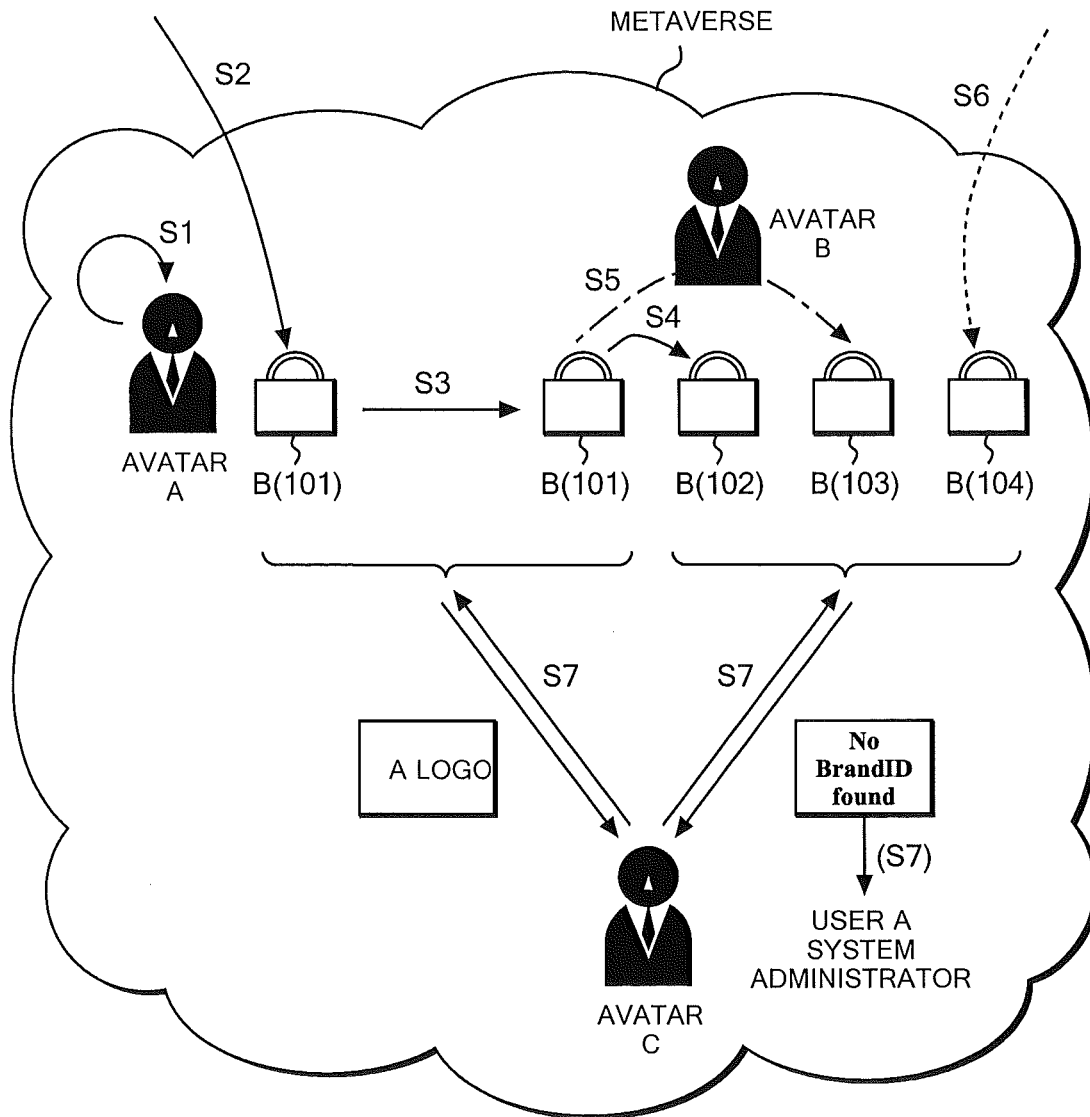 METAVERSE
S2
S6
S1
AVATAR
B
S5
S4
S3
AVATAR
A
B(101)
B(101)
B(102)
B(103)
B(104)
S7
S7
A LOGO
No
BrandID
found
(S7)
USER A
SYSTEM
ADMINISTRATOR
AVATAR
C